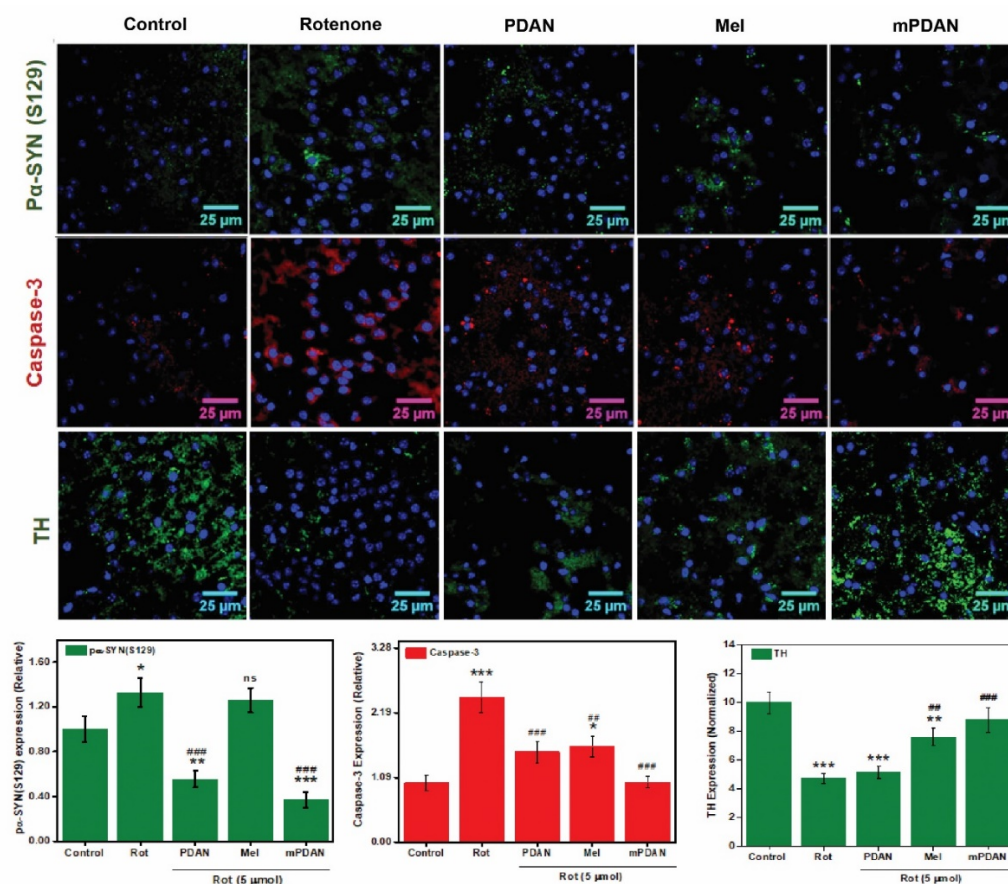 Control Rotenone PDAN Mel mPDAN
Pα-SYN (S129)
25 µm 25 µm 25 µm 25 µm 25 µm
Caspase-3
25 µm 25 µm 25 µm 25 µm 25 µm
TH
25 µm 25 µm 25 µm 25 µm 25 µm
pα-SYN(S129) expression (Relative)
pα-SYN(S129)
1.60
1.20
0.80
0.40
0.00
*
###
**
ns
###
***
Control Rot PDAN Mel mPDAN
Rot (5 µmol)
Caspase-3 Expression (Relative)
Caspase-3
3.28
2.19
1.09
0.00
***
###
##
*
###
Control Rot PDAN Mel mPDAN
Rot (5 µmol)
TH Expression (Normalized)
TH
14
12
10
8
6
4
2
0
***
***
##
**
###
Control Rot PDAN Mel mPDAN
Rot (5 µmol)